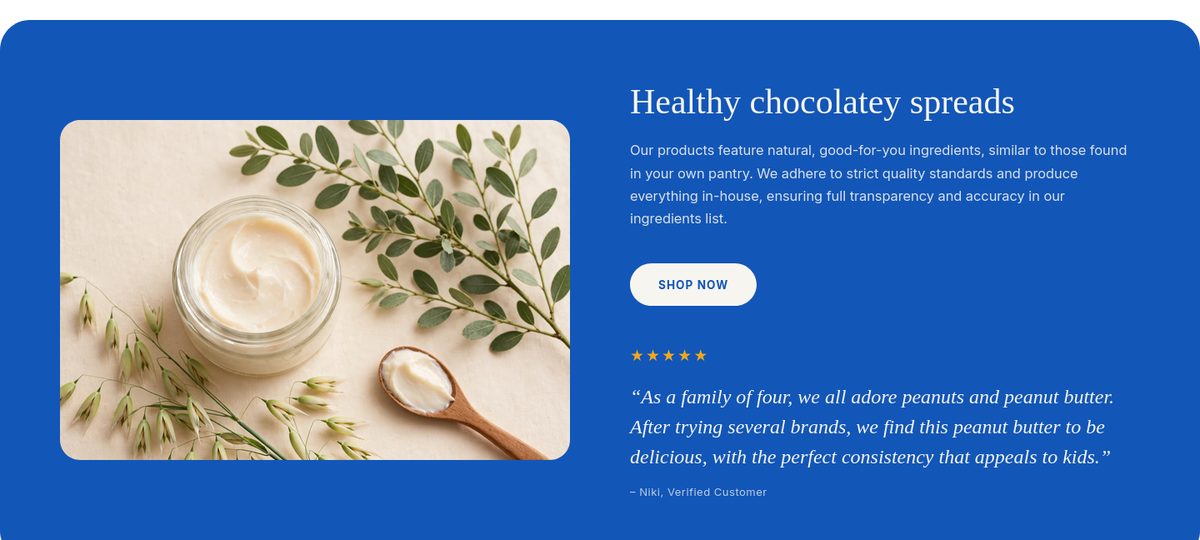 Healthy chocolatey spreads
Our products feature natural, good-for-you ingredients, similar to those found
in your own pantry. We adhere to strict quality standards and produce
everything in-house, ensuring full transparency and accuracy in our
ingredients list.
SHOP NOW
★★★★★
“As a family of four, we all adore peanuts and peanut butter.
After trying several brands, we find this peanut butter to be
delicious, with the perfect consistency that appeals to kids.”
– Niki, Verified Customer